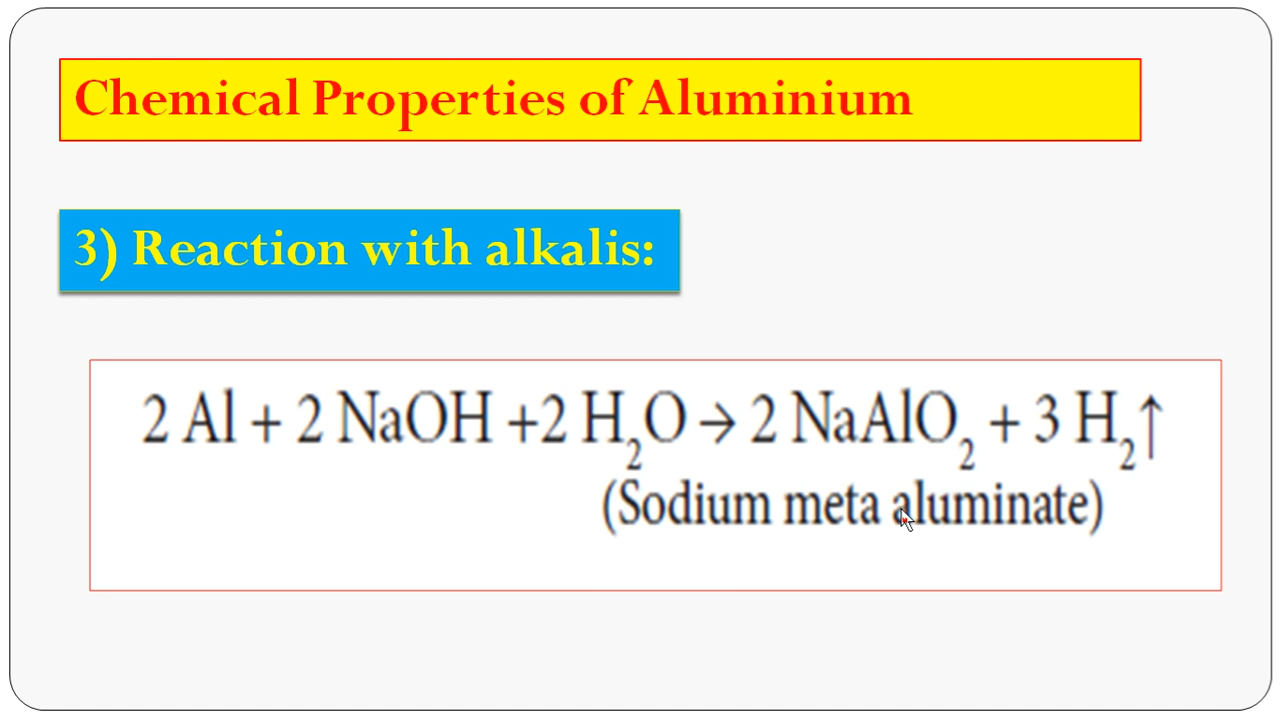 Chemical Properties of Aluminium
3) Reaction with alkalis:
2 Al + 2 NaOH +2 H₂O → 2 NaAlO₂ + 3 H₂↑
(Sodium meta aluminate)